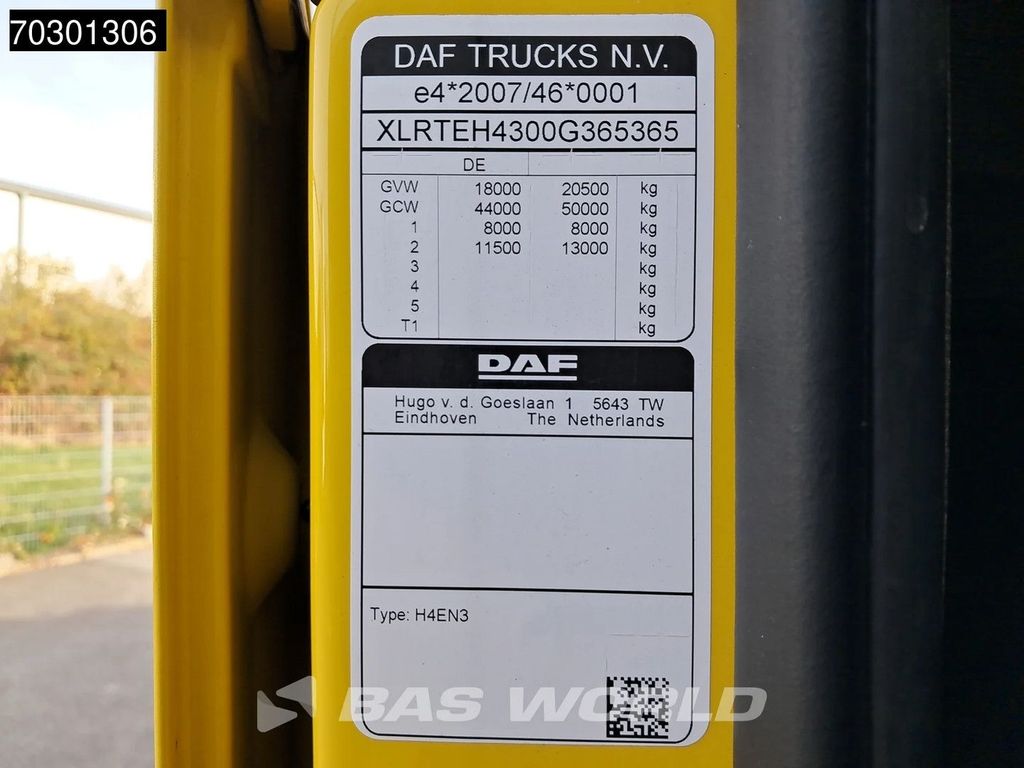 70301306
DAF TRUCKS N.V.
e4*2007/46*0001
XLRTEH4300G365365
DE
GVW 18000 20500 kg
GCW 44000 50000 kg
1 8000 8000 kg
2 11500 13000 kg
3 kg
4 kg
5 kg
T1 kg
DAF
Hugo v. d. Goeslaan 1 5643 TW
Eindhoven The Netherlands
Type: H4EN3
BAS WORLD